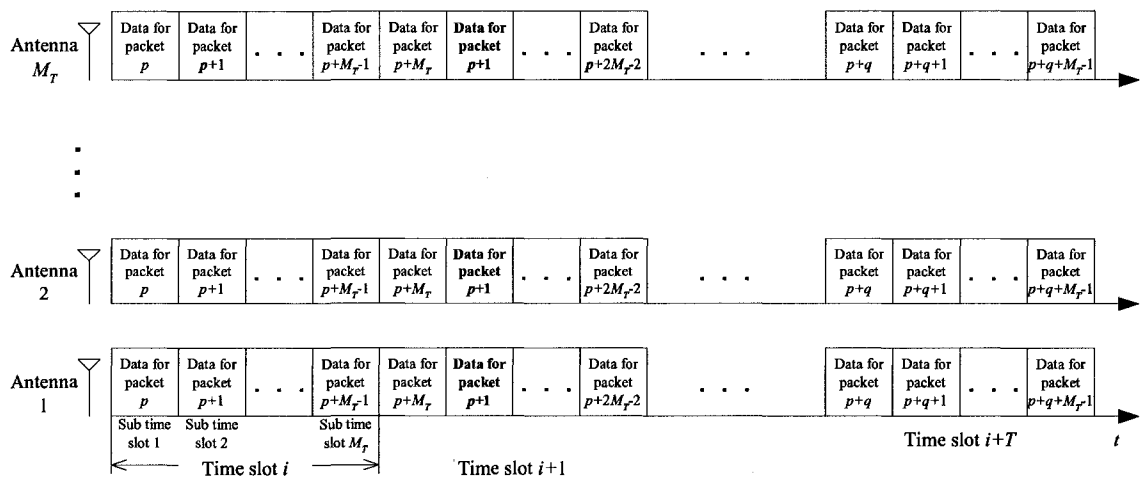 Antenna
M_T
Data for packet p
Data for packet p+1
. . .
Data for packet p+M_T-1
Data for packet p+M_T
Data for packet p+1
. . .
Data for packet p+2M_T-2
. . .
Data for packet p+q
Data for packet p+q+1
. . .
Data for packet p+q+M_T-1
Antenna
2
Data for packet p
Data for packet p+1
. . .
Data for packet p+M_T-1
Data for packet p+M_T
Data for packet p+1
. . .
Data for packet p+2M_T-2
. . .
Data for packet p+q
Data for packet p+q+1
. . .
Data for packet p+q+M_T-1
Antenna
1
Data for packet p
Data for packet p+1
. . .
Data for packet p+M_T-1
Data for packet p+M_T
Data for packet p+1
. . .
Data for packet p+2M_T-2
. . .
Data for packet p+q
Data for packet p+q+1
. . .
Data for packet p+q+M_T-1
Sub time slot 1
Sub time slot 2
Sub time slot M_T
Time slot i
Time slot i+1
Time slot i+T
t